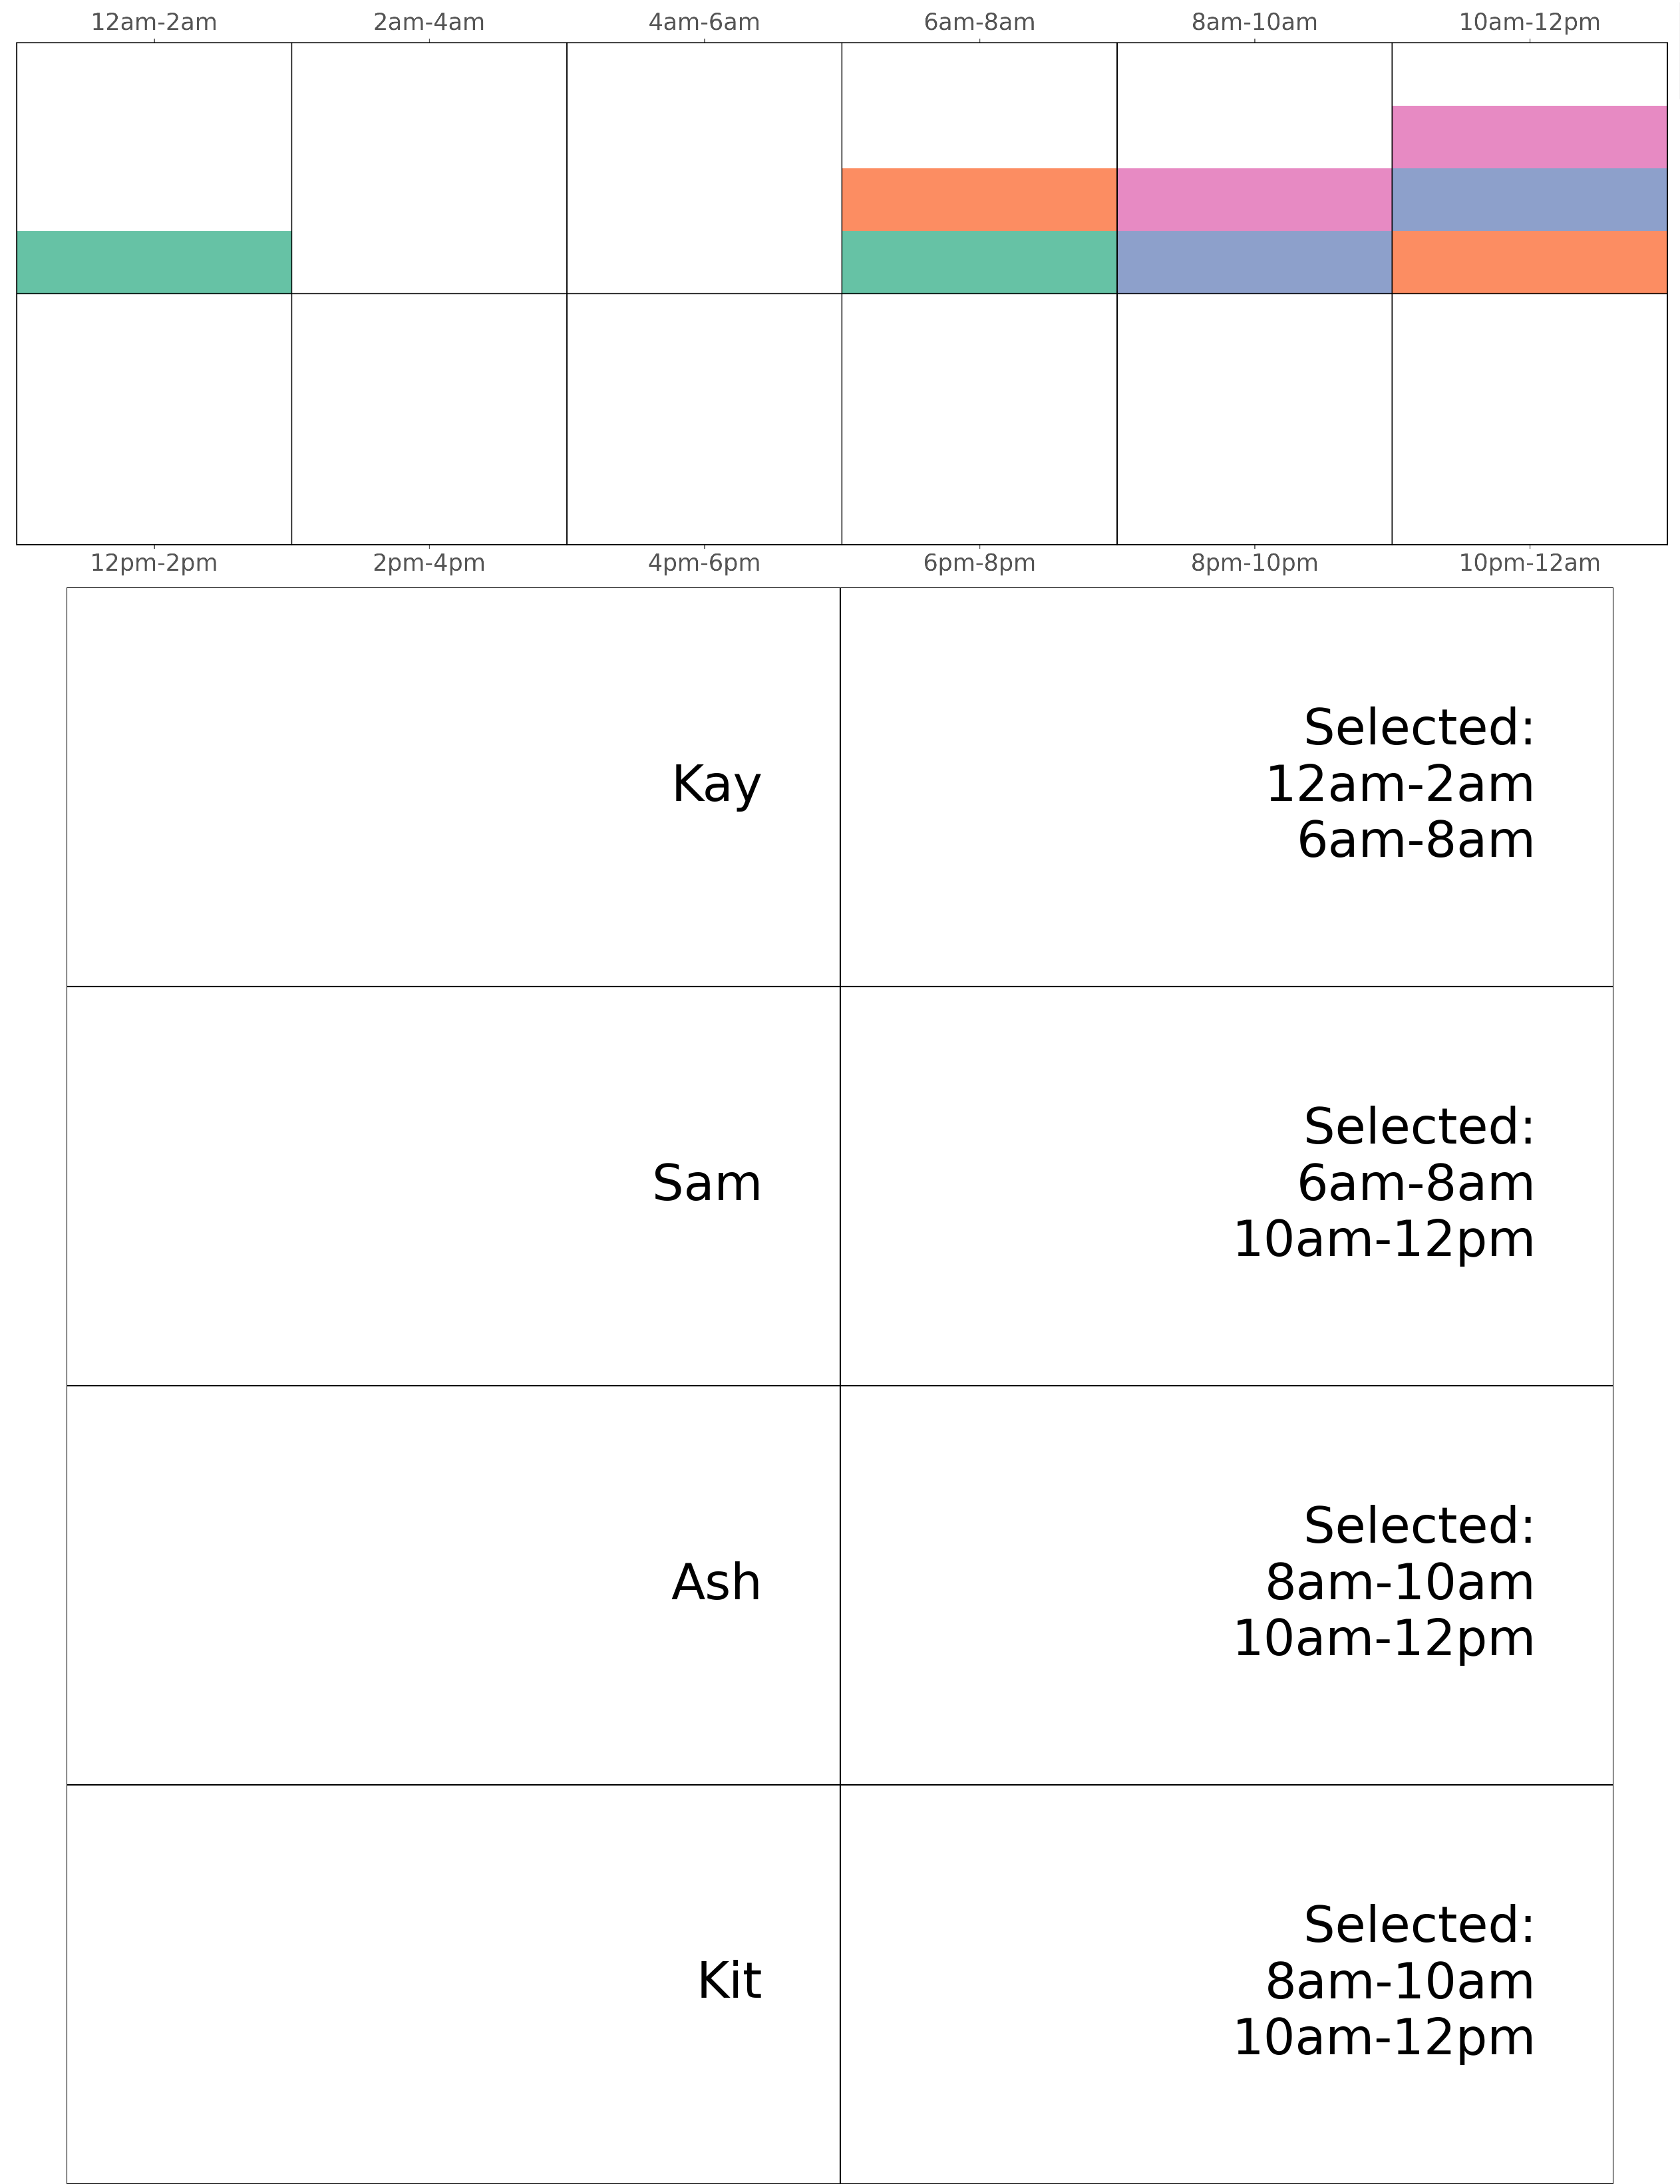 12am-2am 2am-4am 4am-6am 6am-8am 8am-10am 10am-12pm
12pm-2pm 2pm-4pm 4pm-6pm 6pm-8pm 8pm-10pm 10pm-12am
Kay
Selected:
12am-2am
6am-8am
Sam
Selected:
6am-8am
10am-12pm
Ash
Selected:
8am-10am
10am-12pm
Kit
Selected:
8am-10am
10am-12pm